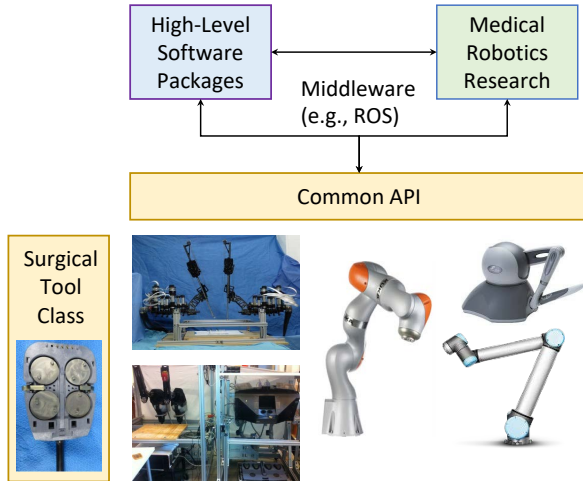 High-Level
Software
Packages
Medical
Robotics
Research
Middleware
(e.g., ROS)
Common API
Surgical
Tool
Class